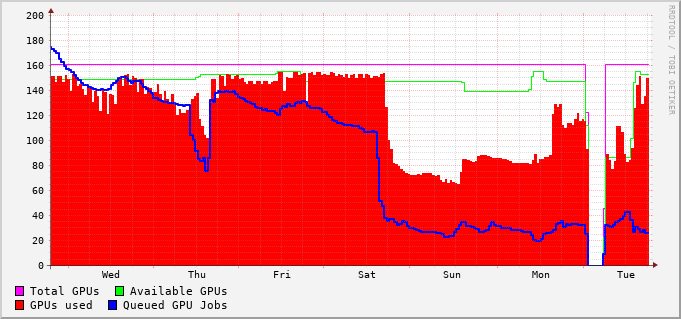 200
180
160
140
120
100
80
60
40
20
0
Wed Thu Fri Sat Sun Mon Tue
Total GPUs Available GPUs
GPUs used Queued GPU Jobs
RRDTOOL / TOBI OETIKER